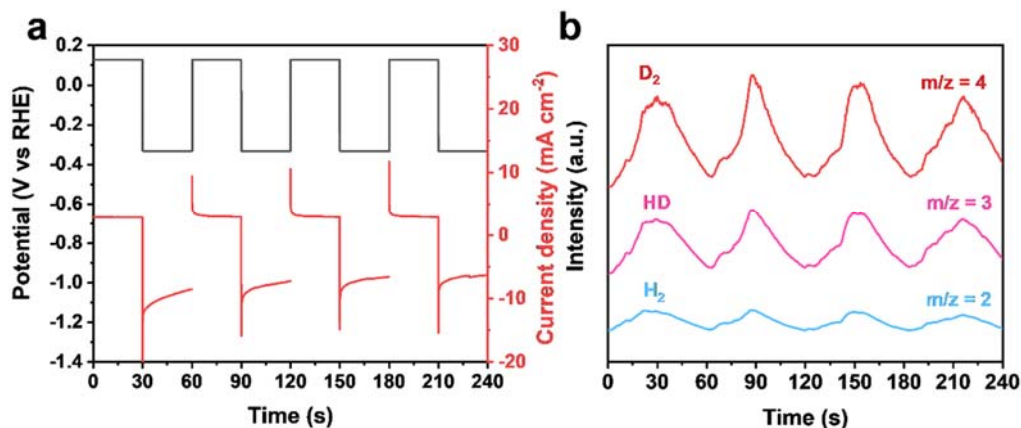 a
0.2
0.0
-0.2
-0.4
-0.6
-0.8
-1.0
-1.2
-1.4
Potential (V vs RHE)
30
20
10
0
-10
-20
Current density (mA cm⁻²)
0 30 60 90 120 150 180 210 240
Time (s)
b
Intensity (a.u.)
D₂ m/z = 4
HD m/z = 3
H₂ m/z = 2
0 30 60 90 120 150 180 210 240
Time (s)